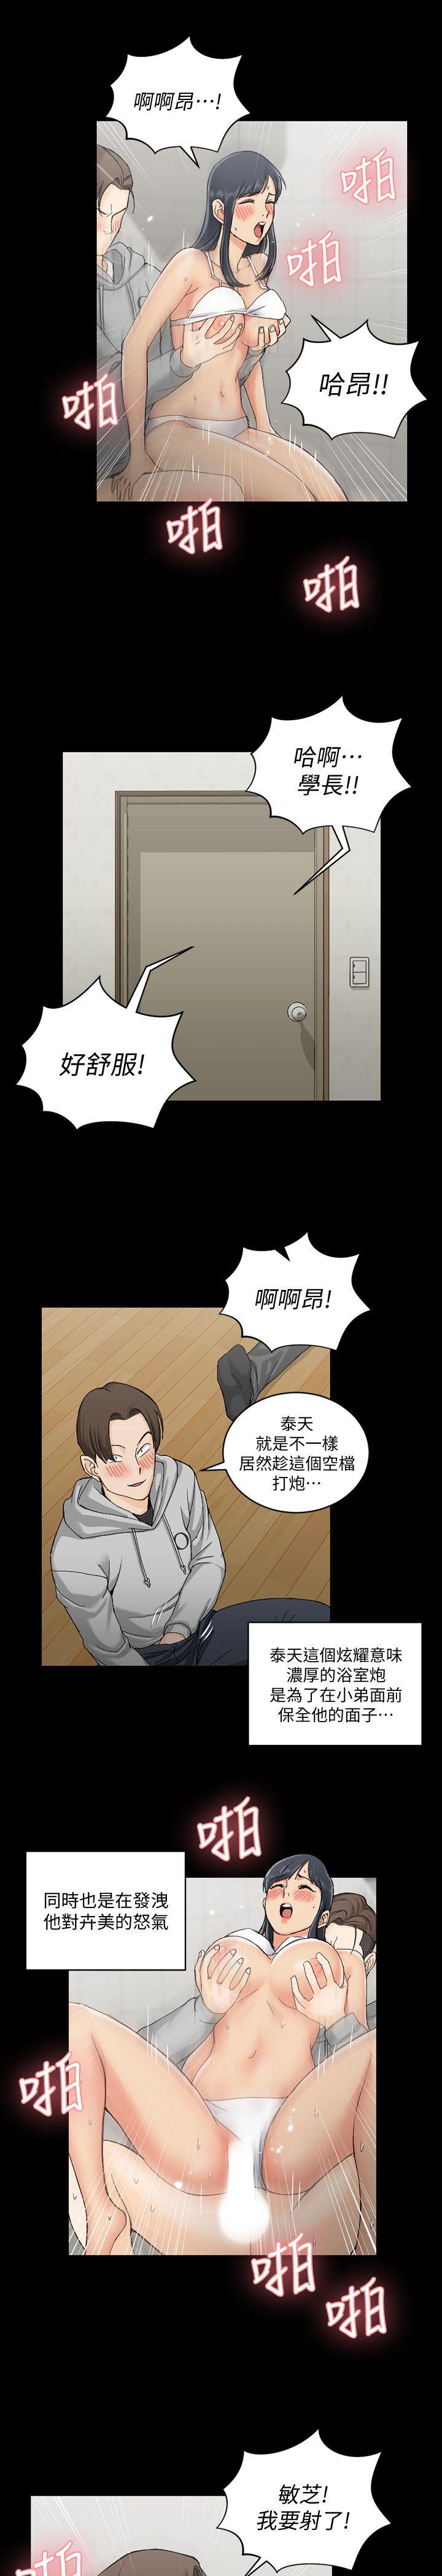 啊啊昂⋯!
啪
啪
哈昂!!
啪
啪
啪
哈啊⋯
學長!!
好舒服!
啊啊昂!
泰天
就是不一樣
居然趁這個空檔
打炮⋯
泰天這個炫耀意味
濃厚的浴室炮
是為了在小弟面前
保全他的面子⋯
啪
同時也是在發洩
他對卉美的怒氣
啪
啪
啪
敏芝!
我要射了!